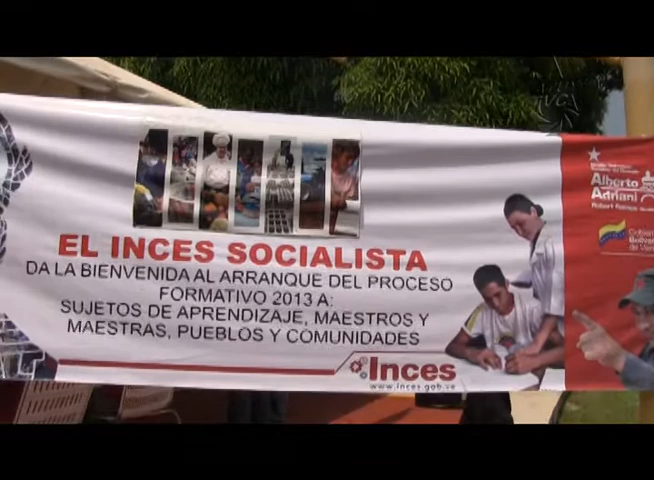 EL INCES SOCIALISTA
DA LA BIENVENIDA AL ARRANQUE DEL PROCESO
FORMATIVO 2013 A:
SUJETOS DE APRENDIZAJE, MAESTROS Y
MAESTRAS, PUEBLOS Y COMUNIDADES
Inces
www.inces.gob.ve
Alberto
Adriani